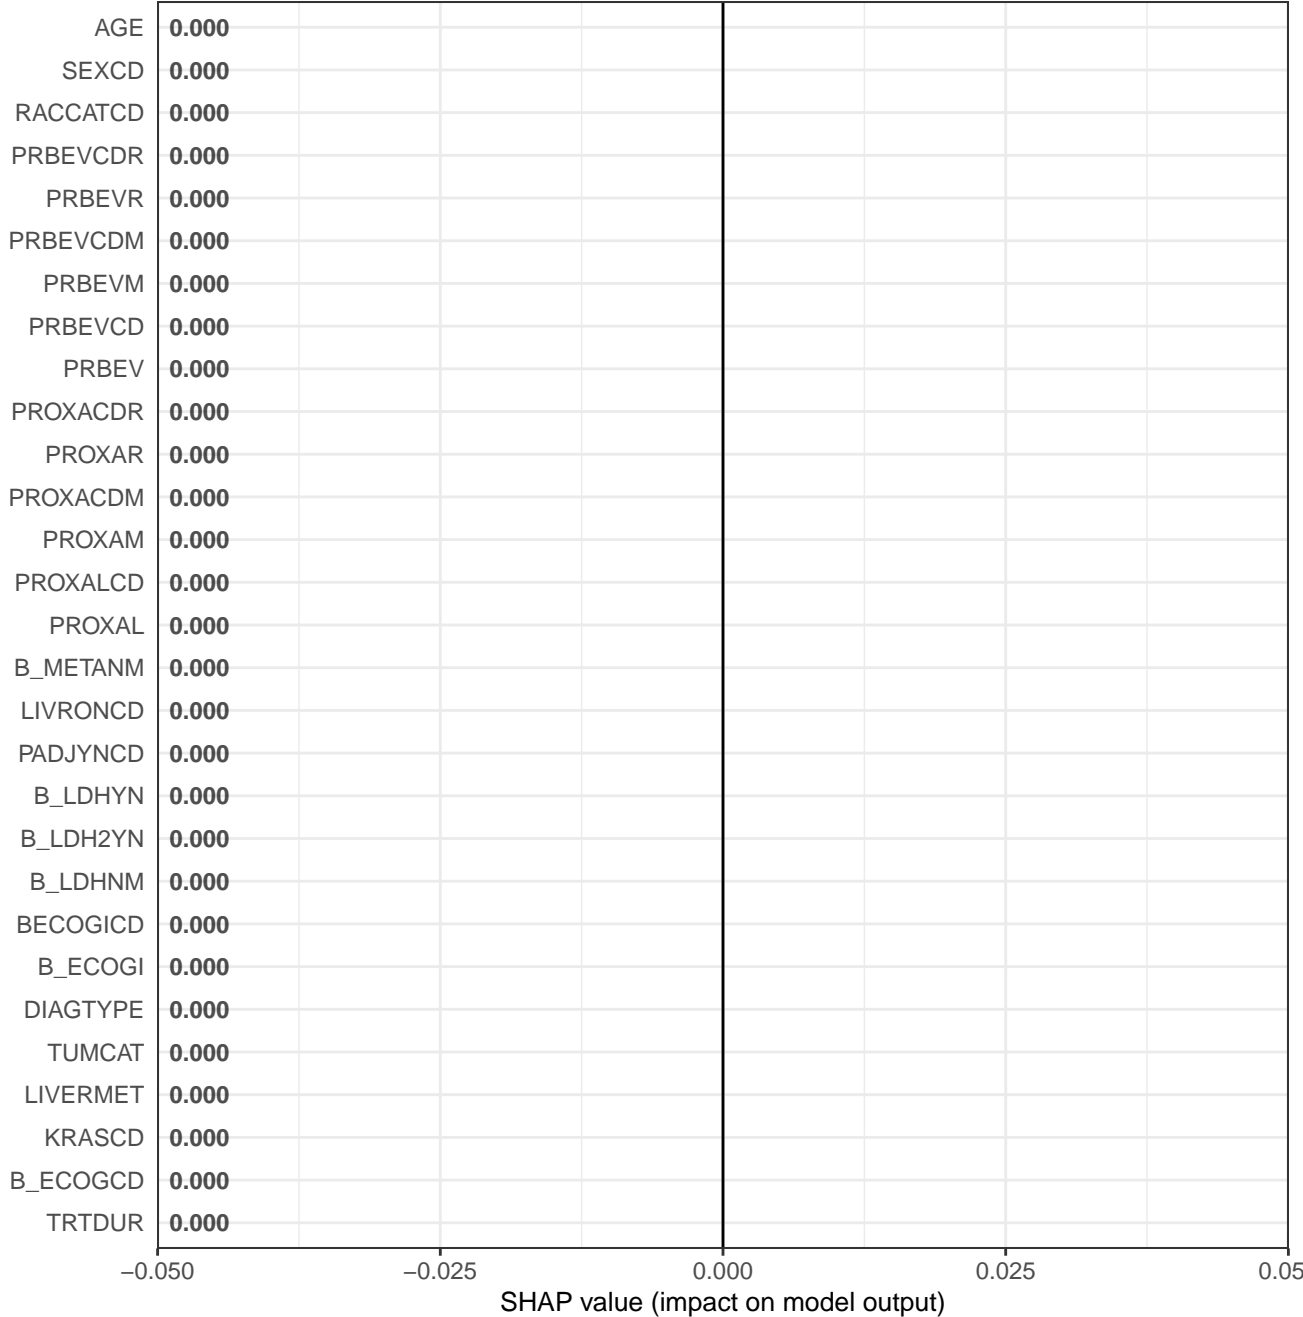 AGE 0.000
SEXCD 0.000
RACCATCD 0.000
PRBEVCDR 0.000
PRBEVR 0.000
PRBEVCDM 0.000
PRBEVM 0.000
PRBEVCD 0.000
PRBEV 0.000
PROXACDR 0.000
PROXAR 0.000
PROXACDM 0.000
PROXAM 0.000
PROXALCD 0.000
PROXAL 0.000
B_METANM 0.000
LIVRONCD 0.000
PADJYNCD 0.000
B_LDHYN 0.000
B_LDH2YN 0.000
B_LDHNM 0.000
BECOGICD 0.000
B_ECOGI 0.000
DIAGTYPE 0.000
TUMCAT 0.000
LIVERMET 0.000
KRASCD 0.000
B_ECOGCD 0.000
TRTDUR 0.000
−0.050 −0.025 0.000 0.025 0.05
SHAP value (impact on model output)